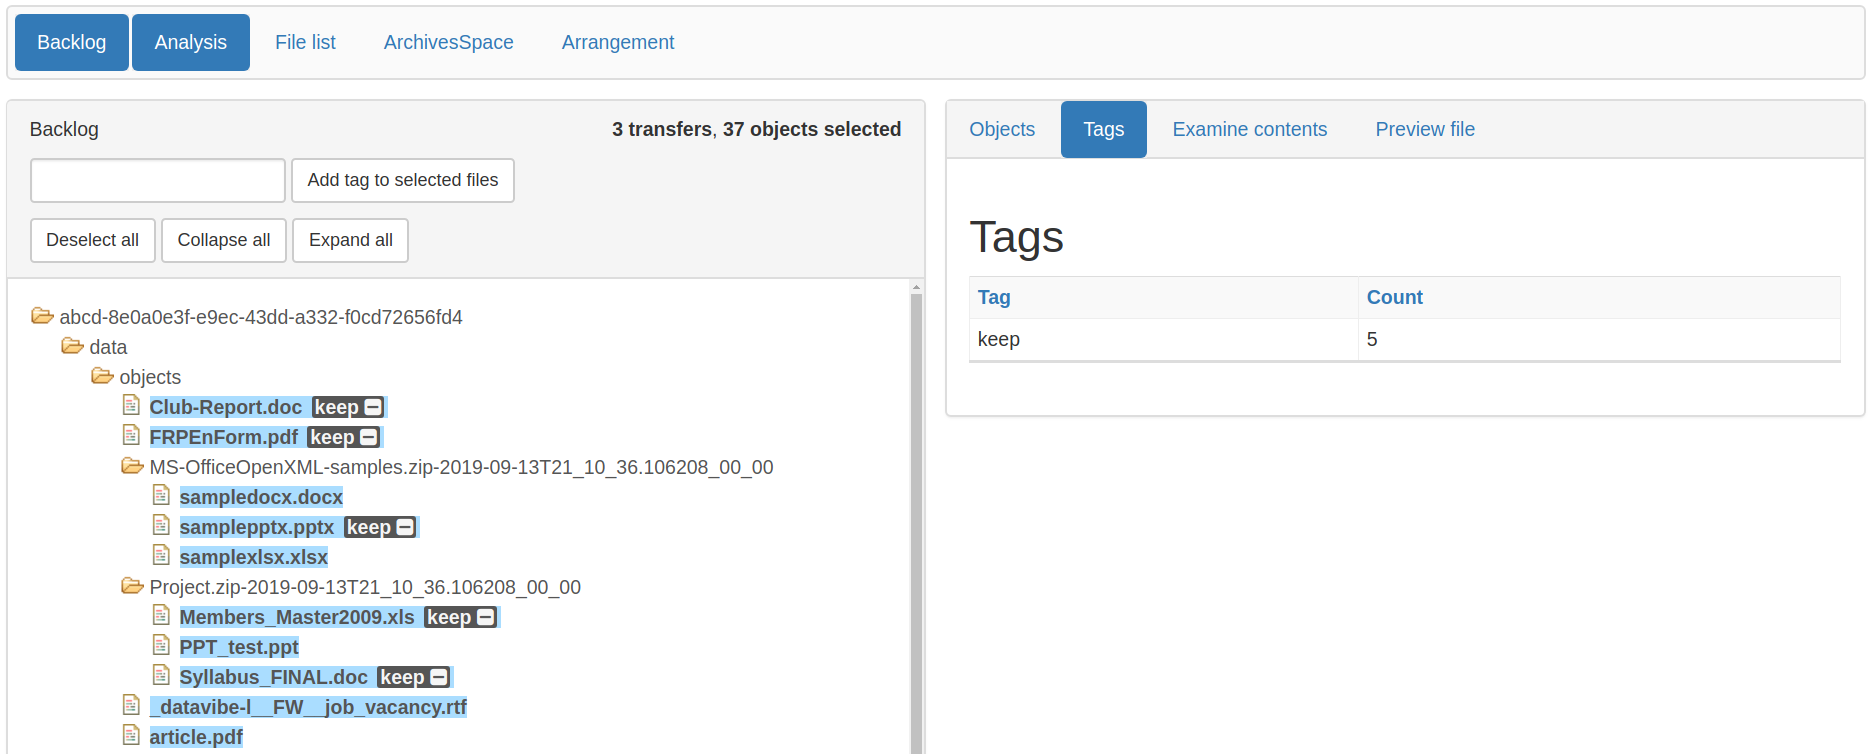 Backlog Analysis File list ArchivesSpace Arrangement
Backlog 3 transfers, 37 objects selected
Add tag to selected files
Deselect all Collapse all Expand all
abcd-8e0a0e3f-e9ec-43dd-a332-f0cd72656fd4
data
objects
Club-Report.doc keep
FRPEnForm.pdf keep
MS-OfficeOpenXML-samples.zip-2019-09-13T21_10_36.106208_00_00
sampledocx.docx
samplepptx.pptx keep
samplexlsx.xlsx
Project.zip-2019-09-13T21_10_36.106208_00_00
Members_Master2009.xls keep
PPT_test.ppt
Syllabus_FINAL.doc keep
_datavibe-l__FW__job_vacancy.rtf
article.pdf
Objects Tags Examine contents Preview file
Tags
Tag Count
keep 5